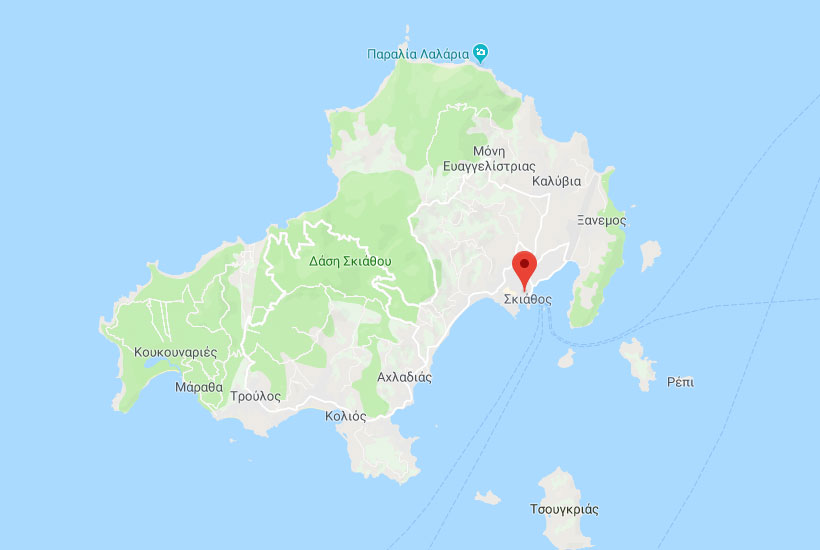 Παραλία Λαλάρια
Μόνη
Ευαγγελίστριας
Καλύβια
Ξανεμος
Δάση Σκιάθου
Σκιάθος
Κουκουναριές
Μάραθα
Τρούλος
Αχλαδιάς
Κολιός
Ρέπι
Τσουγκριάς